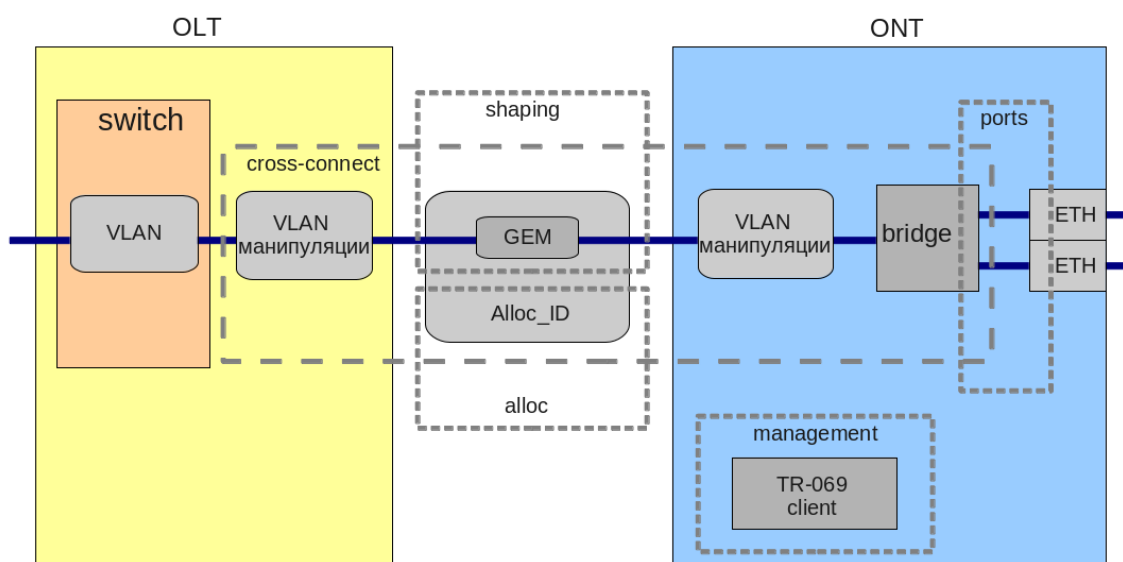 OLT
ONT
switch
shaping
ports
cross-connect
VLAN
VLAN
манипуляции
GEM
VLAN
манипуляции
bridge
ETH
ETH
Alloc_ID
alloc
management
TR-069
client